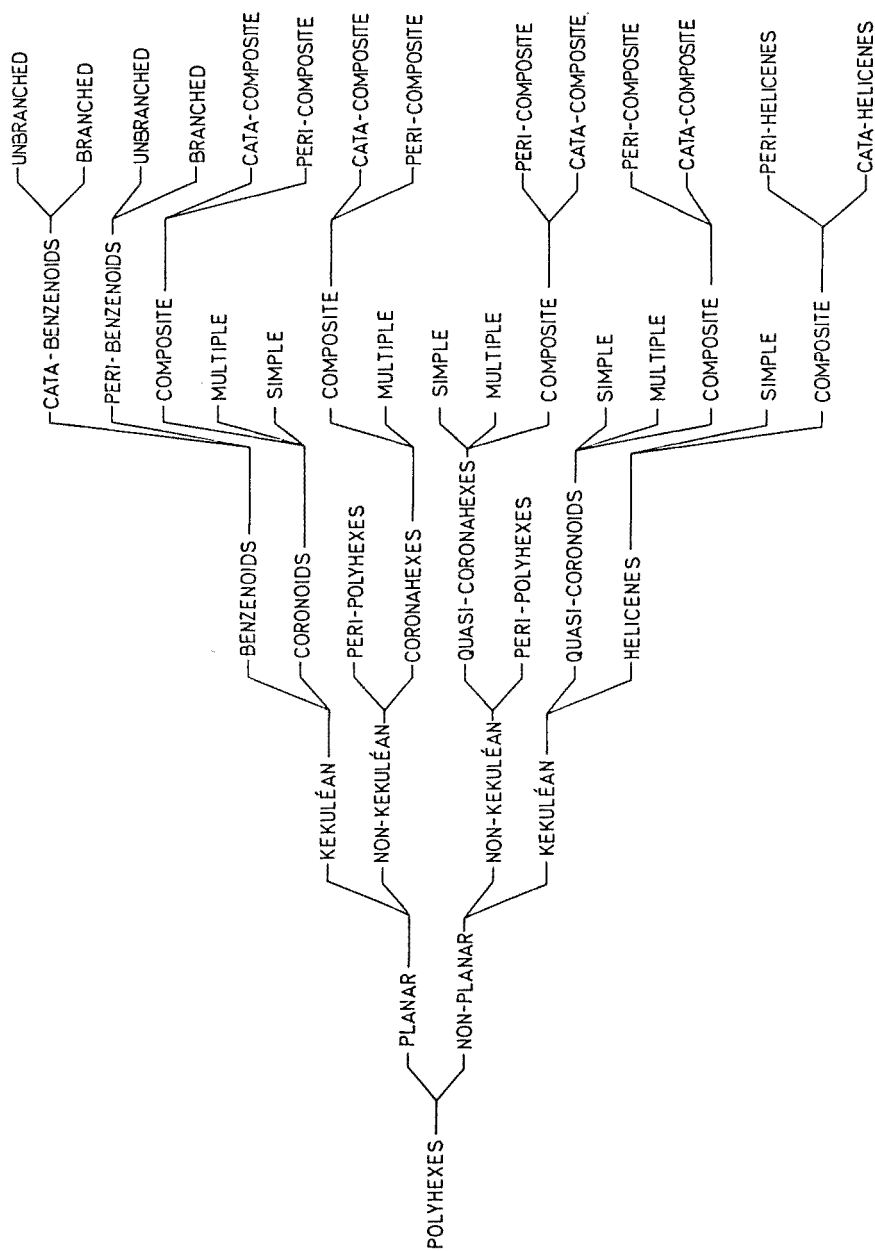 POLYHEXES
PLANAR
NON-PLANAR
KEKULÉAN
NON-KEKULÉAN
NON-KEKULÉAN
KEKULÉAN
BENZENOIDS
CORONOIDS
PERI-POLYHEXES
CORONAHEXES
QUASI-CORONAHEXES
PERI-POLYHEXES
QUASI-CORONOIDS
HELICENES
CATA-BENZENOIDS
PERI-BENZENOIDS
COMPOSITE
MULTIPLE
SIMPLE
COMPOSITE
MULTIPLE
SIMPLE
MULTIPLE
COMPOSITE
SIMPLE
MULTIPLE
COMPOSITE
SIMPLE
COMPOSITE
UNBRANCHED
BRANCHED
UNBRANCHED
BRANCHED
CATA-COMPOSITE
PERI-COMPOSITE
CATA-COMPOSITE
PERI-COMPOSITE
PERI-COMPOSITE
CATA-COMPOSITE
PERI-COMPOSITE
CATA-COMPOSITE
PERI-HELICENES
CATA-HELICENES